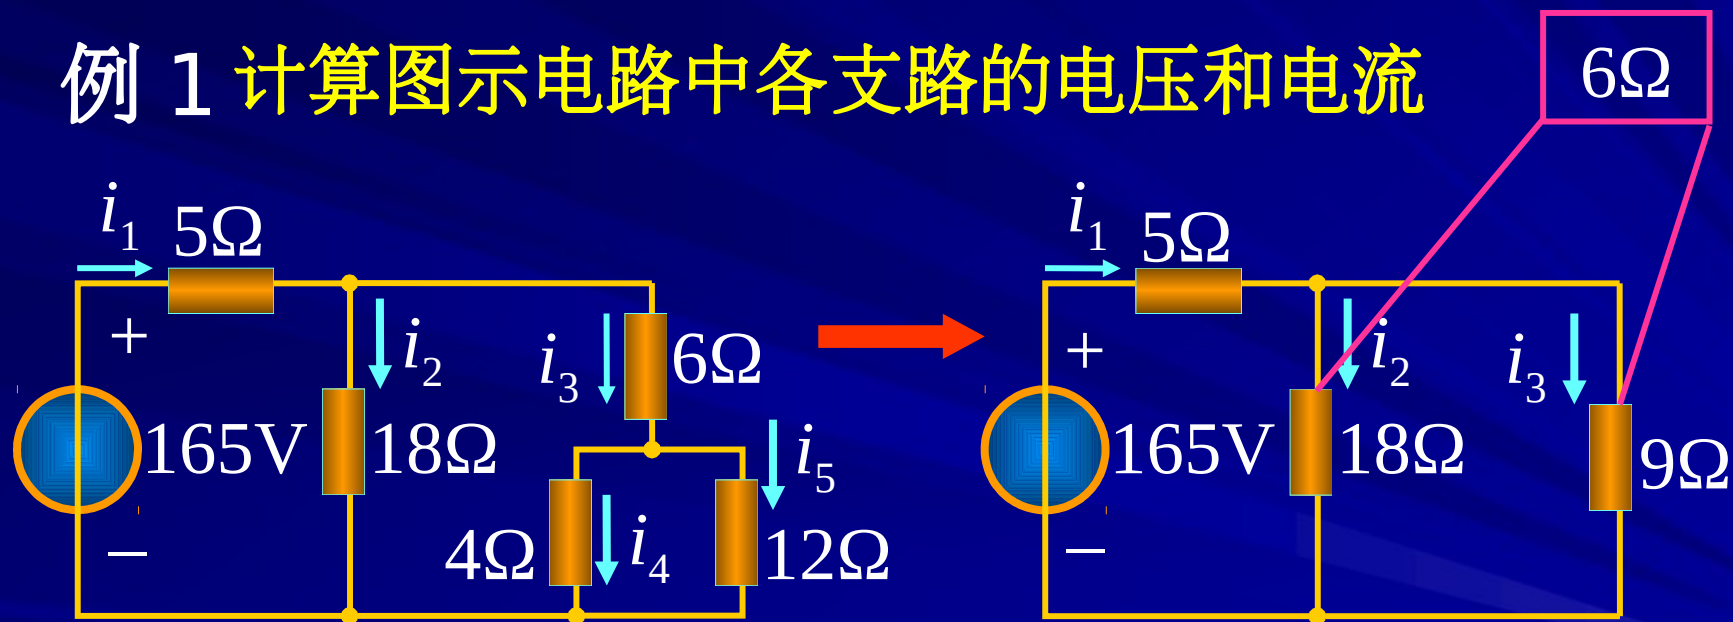 例 1 计算图示电路中各支路的电压和电流
6Ω
i1 5Ω
+
i2
i3
6Ω
165V
18Ω
i5
4Ω
i4
12Ω
−
i1 5Ω
+
i2
i3
165V
18Ω
9Ω
−